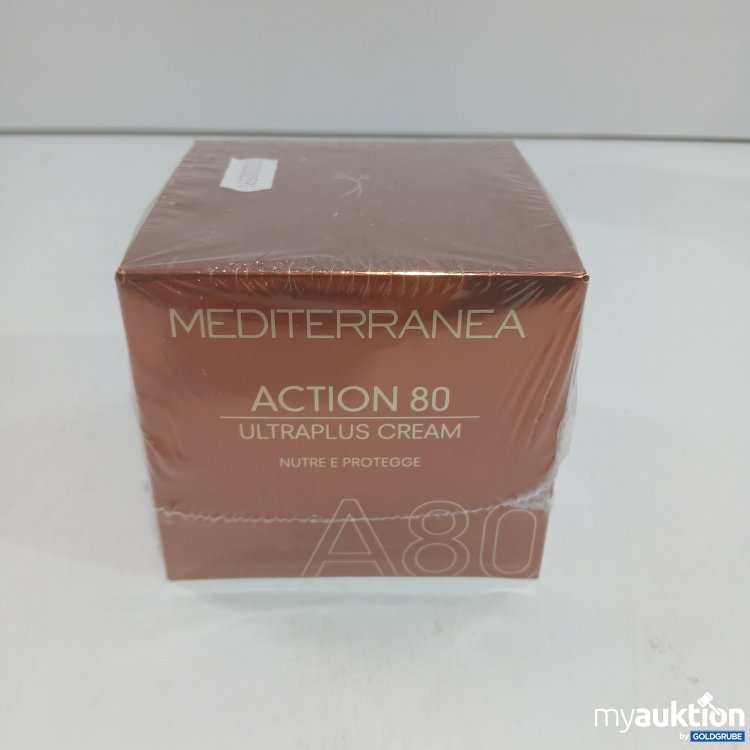 MEDITERRANEA
ACTION 80
ULTRAPLUS CREAM
NUTRE E PROTEGGE
A80
myauktion
by GOLDGRUBE